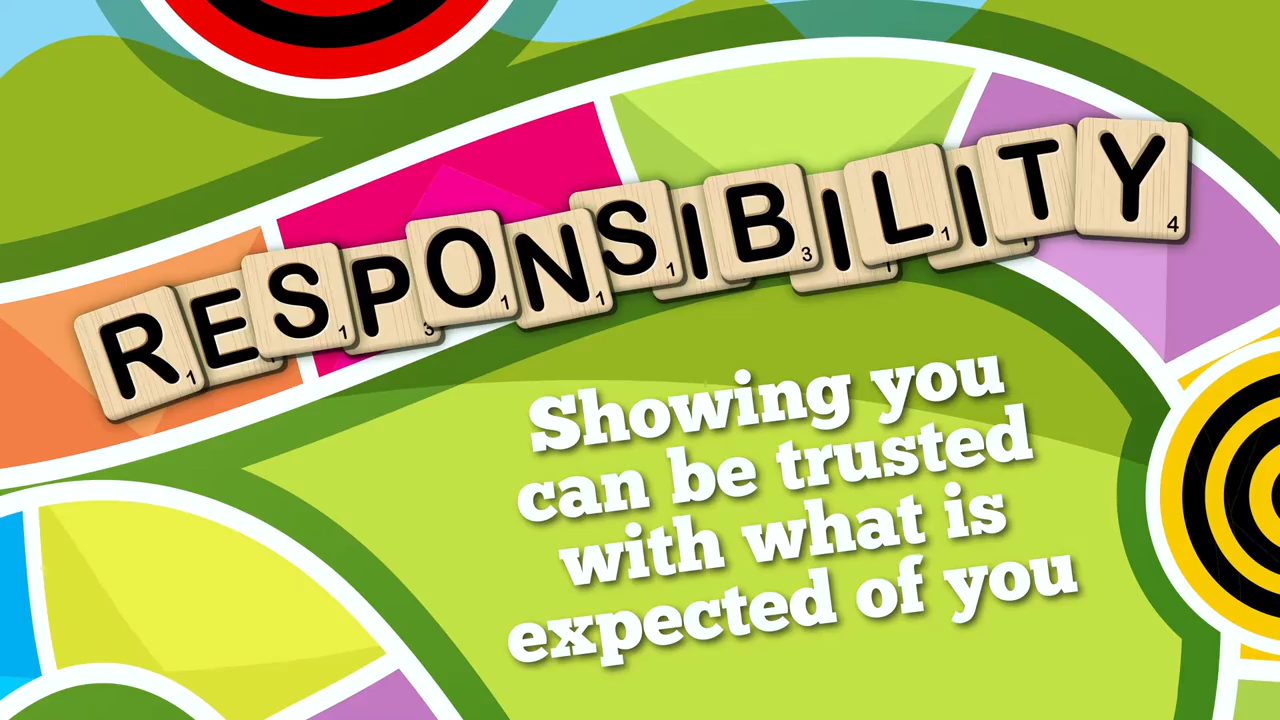 RESPONSIBILITY
Showing you
can be trusted
with what is
expected of you